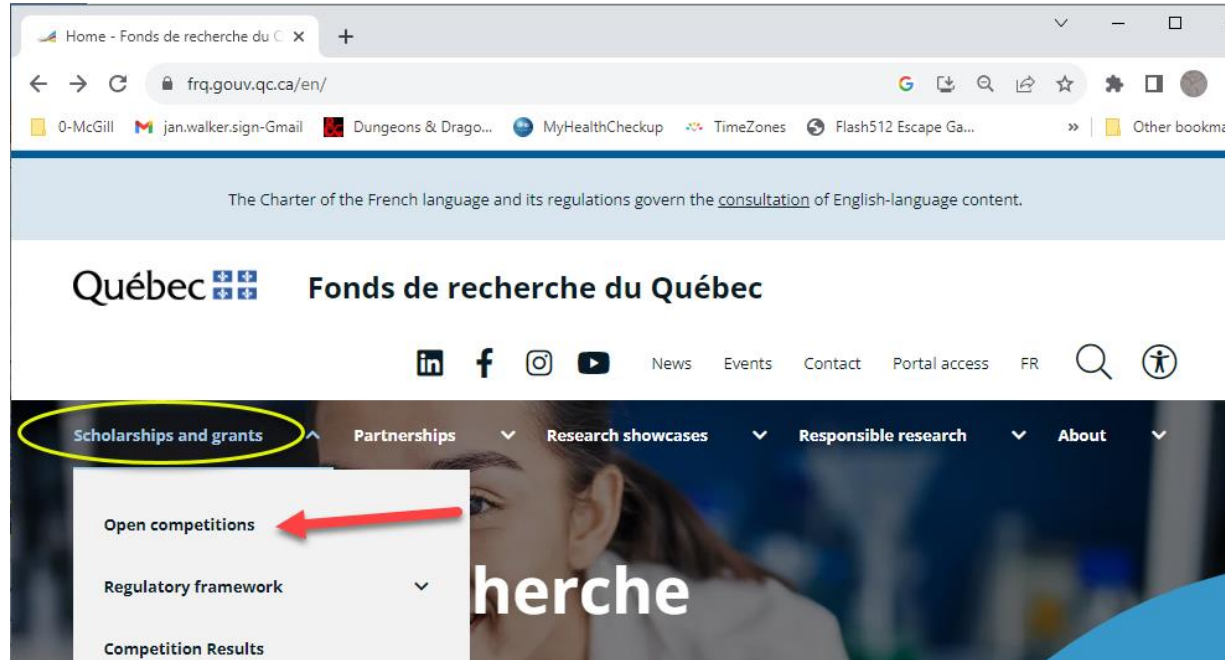 Home - Fonds de recherche du
frq.gouv.qc.ca/en/
0-McGill jan.walker.sign-Gmail Dungeons & Drago... MyHealthCheckup TimeZones Flash512 Escape Ga... » Other bookma
The Charter of the French language and its regulations govern the consultation of English-language content.
Québec Fonds de recherche du Québec
News Events Contact Portal access FR
Scholarships and grants Partnerships Research showcases Responsible research About
Open competitions
Regulatory framework
herche
Competition Results